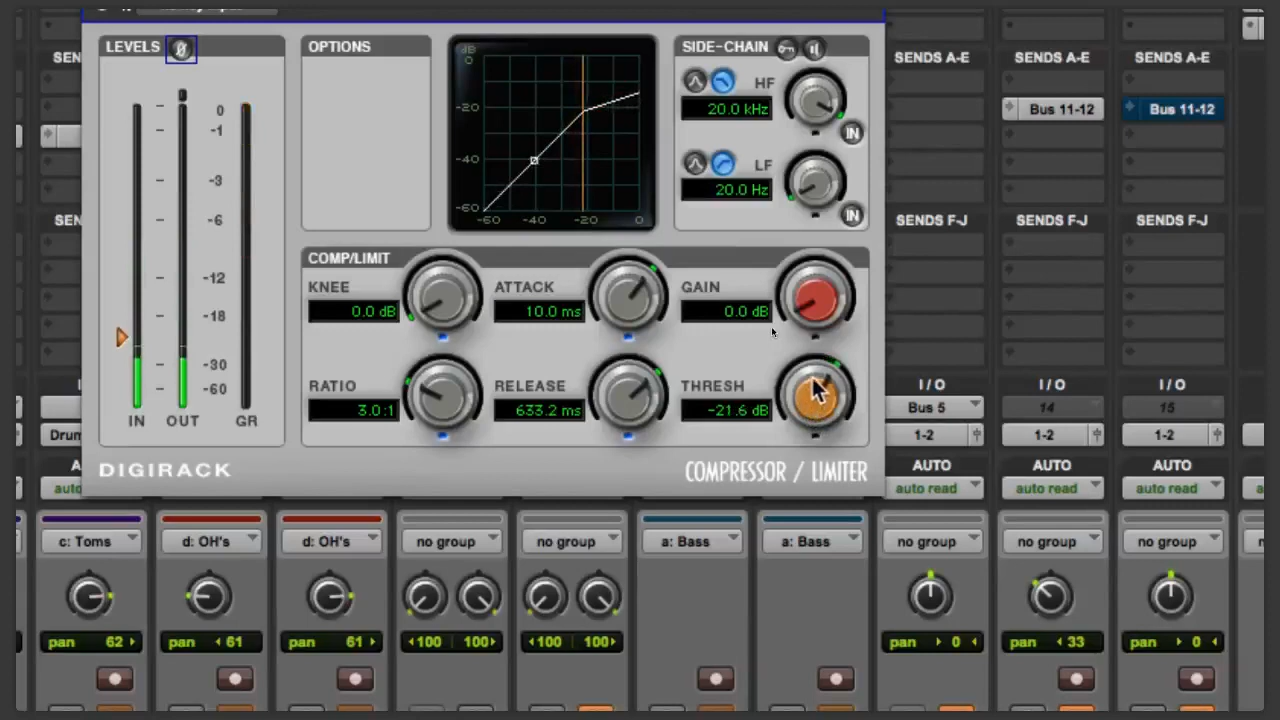 LEVELS
OPTIONS
dB
0
-20
-40
-60
-60 -40 -20 0
SIDE-CHAIN
HF
20.0 kHz
IN
LF
20.0 Hz
IN
0
-1
-3
-6
-12
-18
-30
-60
IN OUT GR
COMP/LIMIT
KNEE
0.0 dB
ATTACK
10.0 ms
GAIN
0.0 dB
RATIO
3.0:1
RELEASE
633.2 ms
THRESH
-21.6 dB
DIGIRACK
COMPRESSOR / LIMITER
SEN
SEN
Drum
A
auto
SENDS A-E SENDS A-E SENDS A-E
Bus 11-12 Bus 11-12
SENDS F-J SENDS F-J SENDS F-J
I / O I / O I / O
Bus 5 14 15
1-2 1-2 1-2
AUTO AUTO AUTO
auto read auto read auto read
c: Toms d: OH's d: OH's no group no group a: Bass a: Bass no group no group no group
pan 62 pan 61 pan 61 100 100 100 100 pan 0 pan 33 pan 0